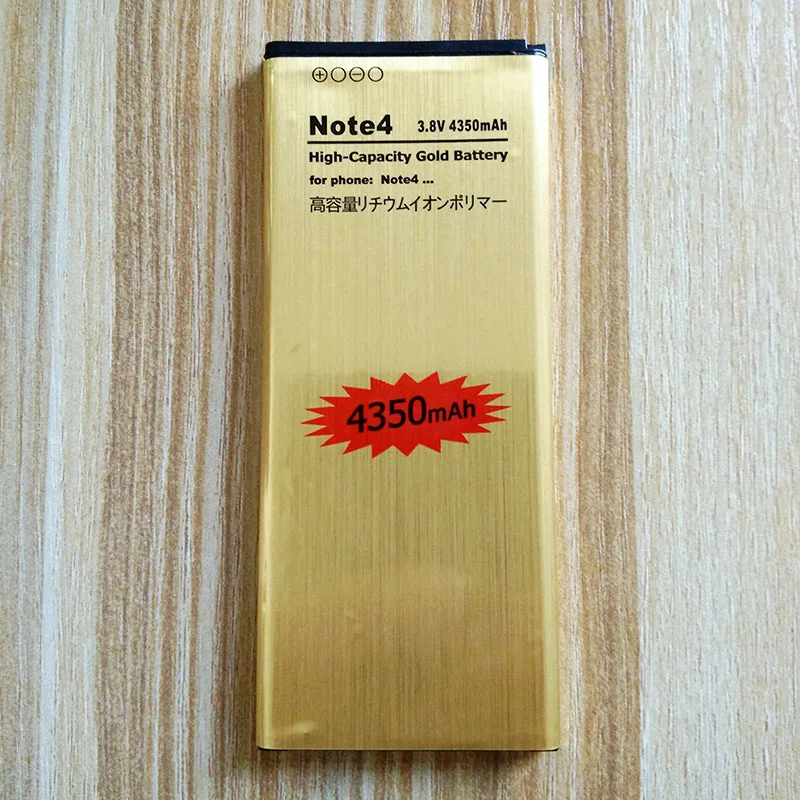 ⊕○⊖○
Note4 3.8V 4350mAh
High-Capacity Gold Battery
for phone: Note4 ...
高容量リチウムイオンポリマー
4350mAh